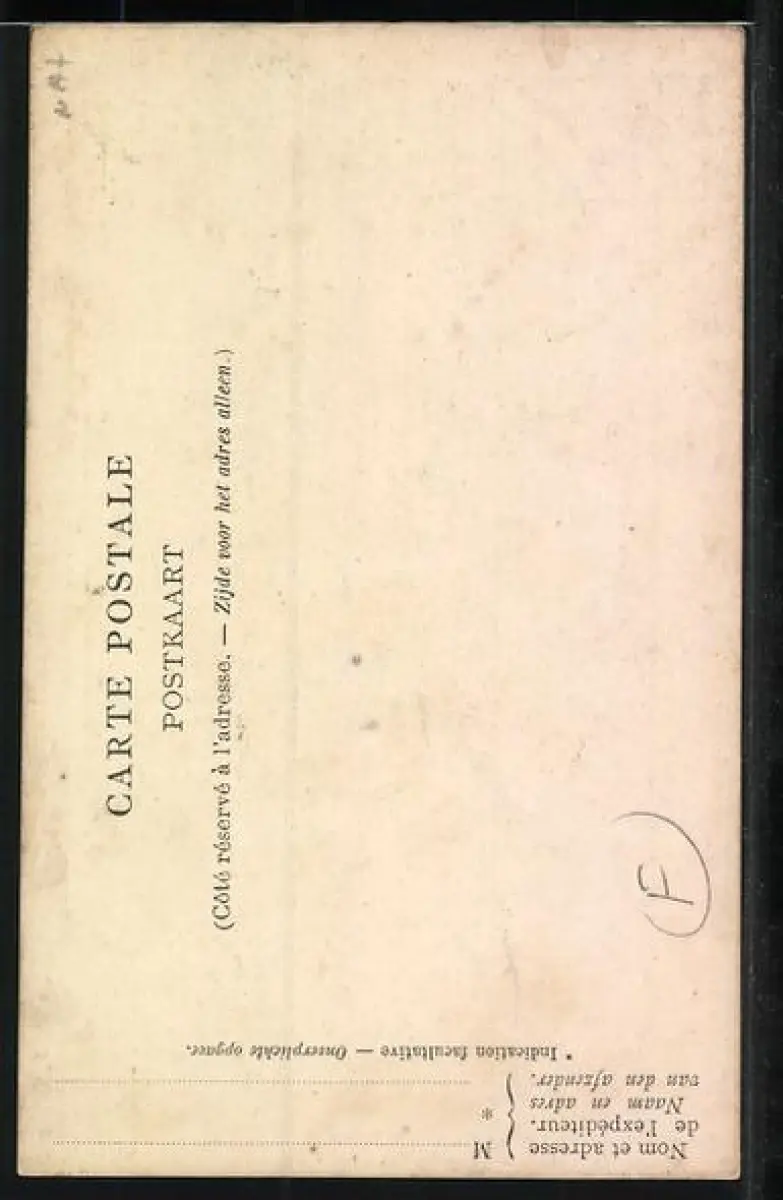 CARTE POSTALE
POSTKAART
(Côté réservé à l'adresse. — Zijde voor het adres alleen.)
Nom et adresse
de l'expéditeur.
Naam en adres
van den afzender.
* M
* Indication facultative — Onverplichte opgave.
F